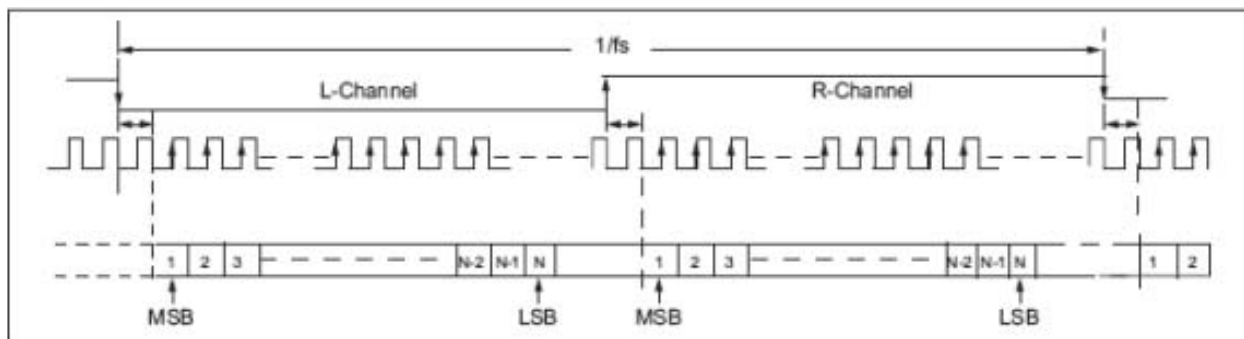 1/fs
L-Channel R-Channel
1 2 3 N-2 N-1 N 1 2 3 N-2 N-1 N 1 2
MSB LSB MSB LSB